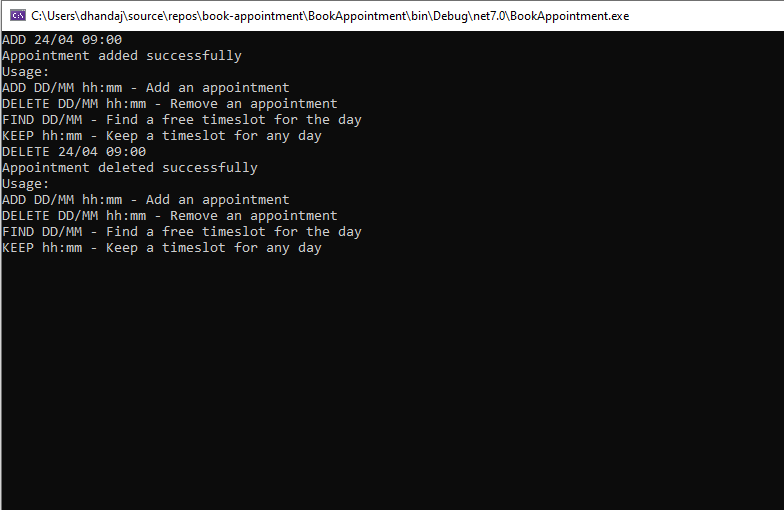 C:\Users\dhandaj\source\repos\book-appointment\BookAppointment\bin\Debug\net7.0\BookAppointment.exe
ADD 24/04 09:00
Appointment added successfully
Usage:
ADD DD/MM hh:mm - Add an appointment
DELETE DD/MM hh:mm - Remove an appointment
FIND DD/MM - Find a free timeslot for the day
KEEP hh:mm - Keep a timeslot for any day
DELETE 24/04 09:00
Appointment deleted successfully
Usage:
ADD DD/MM hh:mm - Add an appointment
DELETE DD/MM hh:mm - Remove an appointment
FIND DD/MM - Find a free timeslot for the day
KEEP hh:mm - Keep a timeslot for any day